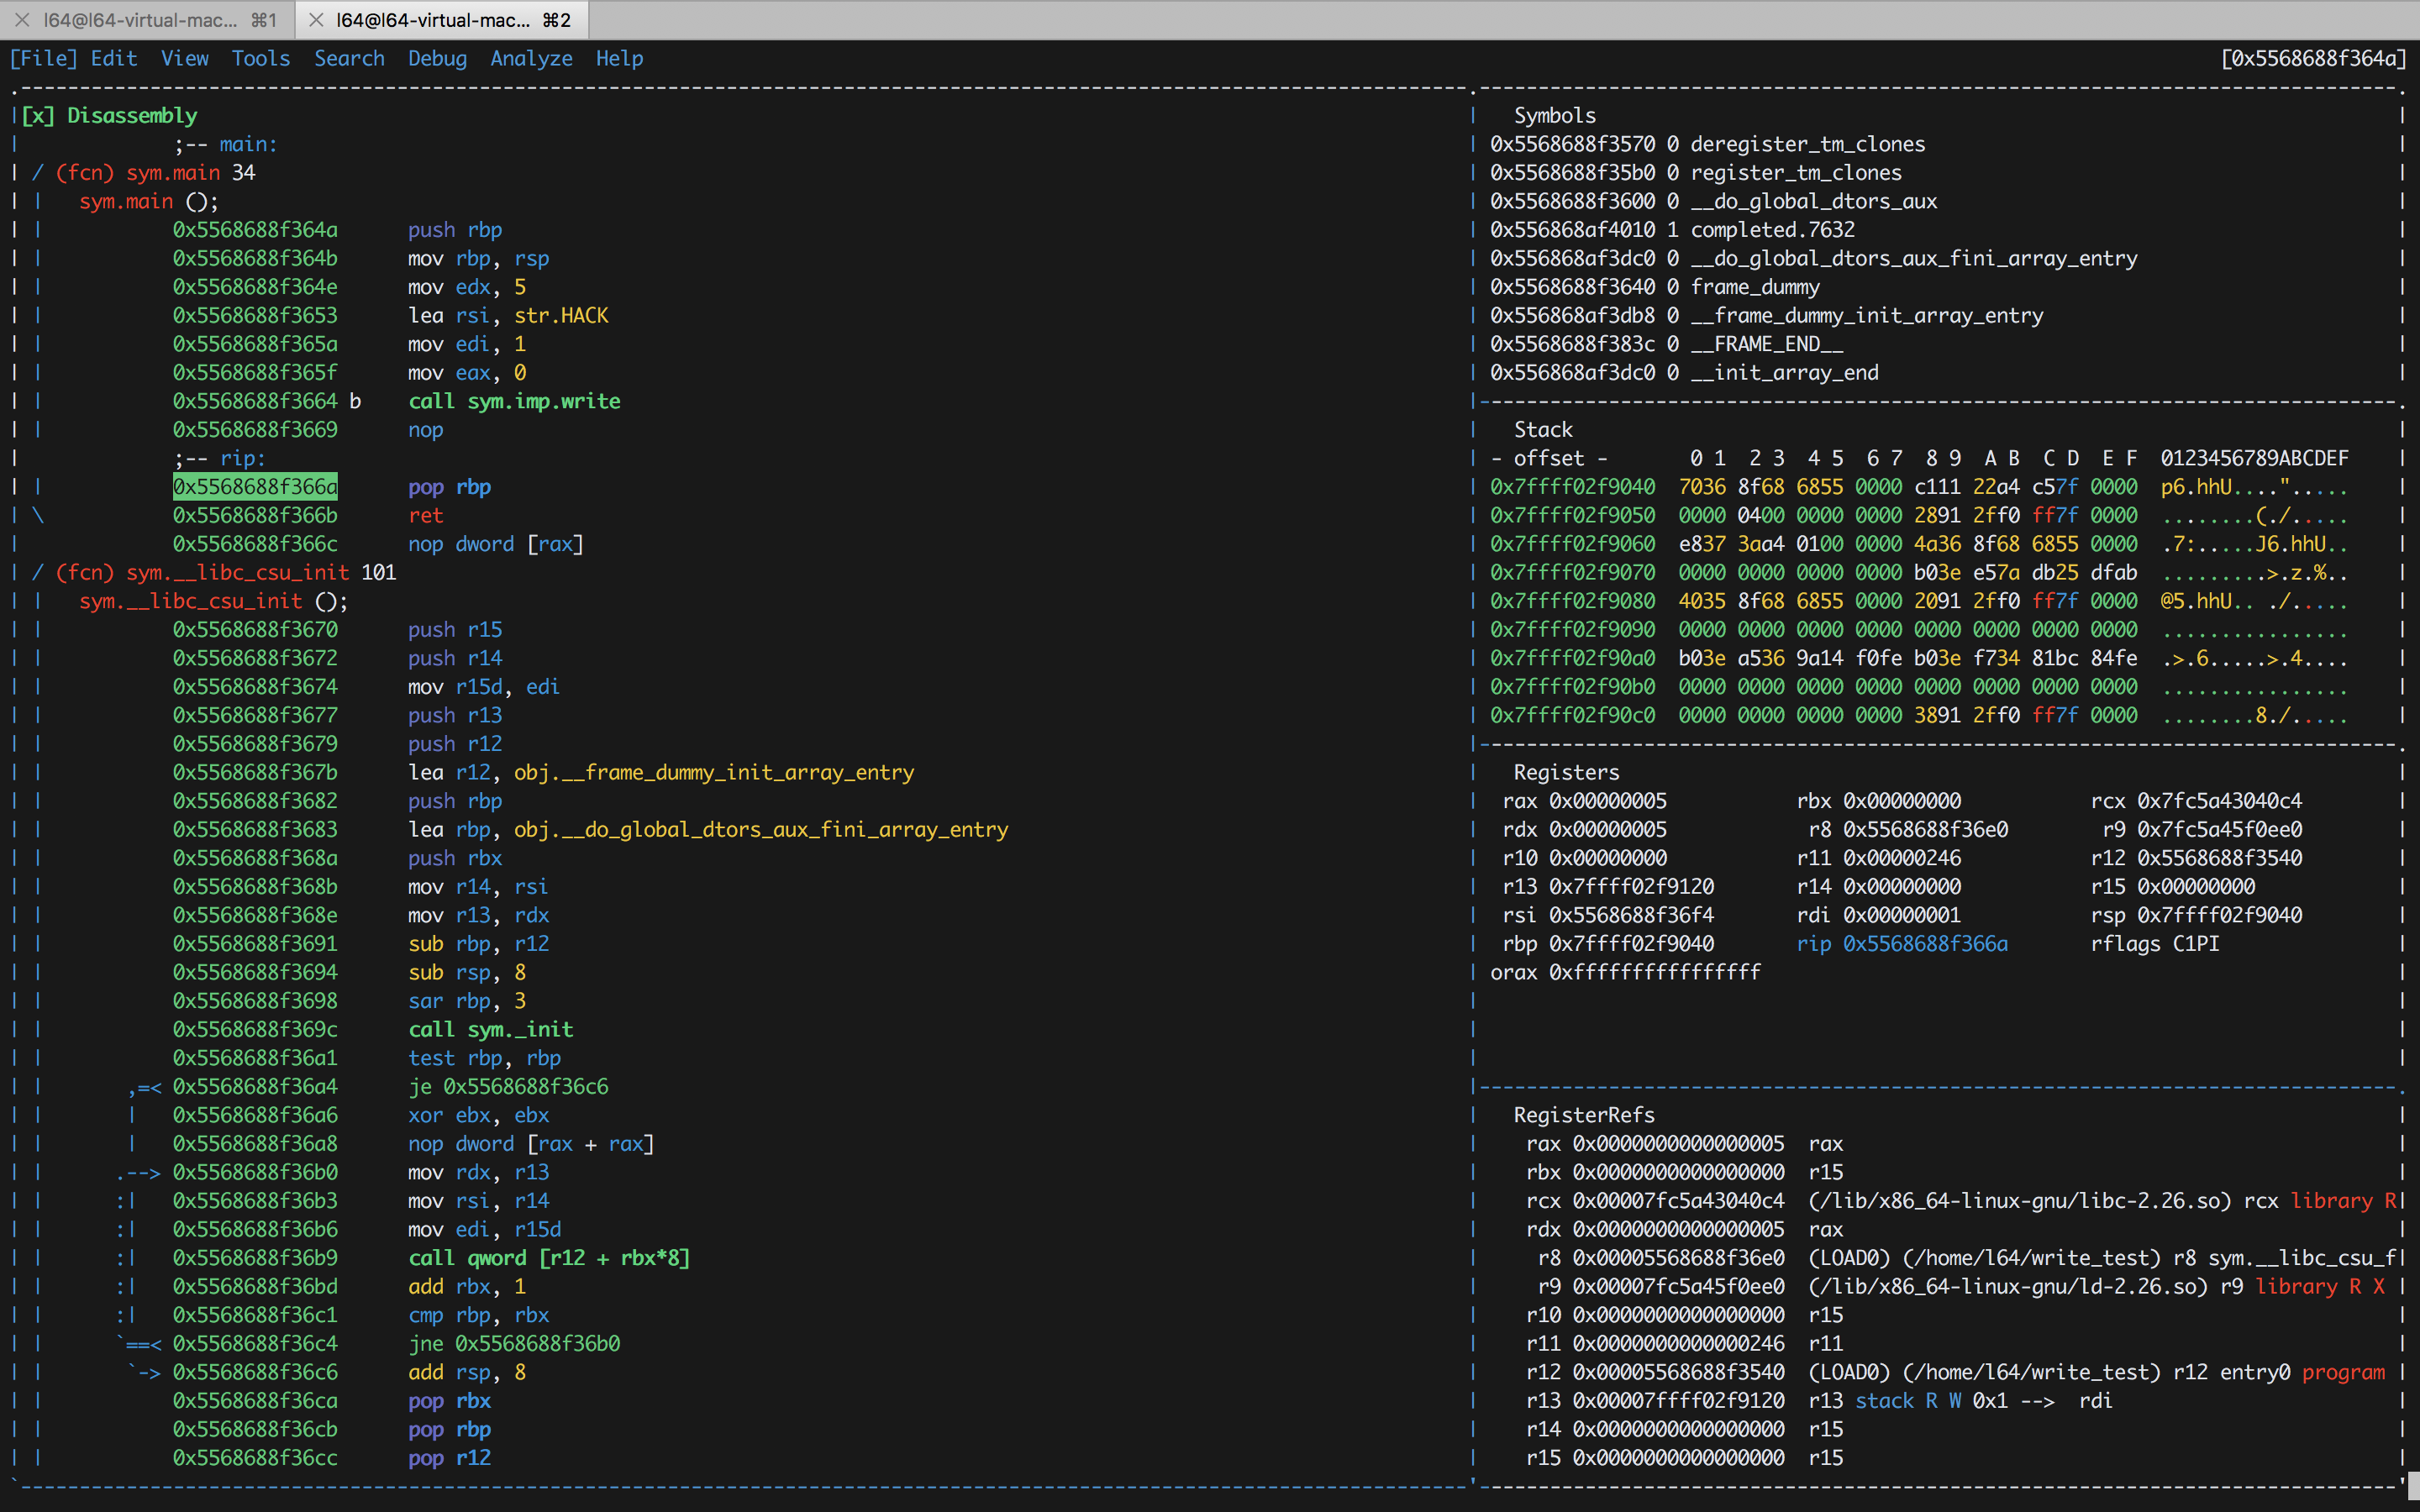 l64@l64-virtual-mac... ⌘1
l64@l64-virtual-mac... ⌘2
[File] Edit View Tools Search Debug Analyze Help [0x5568688f364a]
[x] Disassembly
;-- main:
/ (fcn) sym.main 34
| sym.main ();
| 0x5568688f364a push rbp
| 0x5568688f364b mov rbp, rsp
| 0x5568688f364e mov edx, 5
| 0x5568688f3653 lea rsi, str.HACK
| 0x5568688f365a mov edi, 1
| 0x5568688f365f mov eax, 0
| 0x5568688f3664 b call sym.imp.write
| 0x5568688f3669 nop
;-- rip:
| 0x5568688f366a pop rbp
\ 0x5568688f366b ret
0x5568688f366c nop dword [rax]
/ (fcn) sym.__libc_csu_init 101
| sym.__libc_csu_init ();
| 0x5568688f3670 push r15
| 0x5568688f3672 push r14
| 0x5568688f3674 mov r15d, edi
| 0x5568688f3677 push r13
| 0x5568688f3679 push r12
| 0x5568688f367b lea r12, obj.__frame_dummy_init_array_entry
| 0x5568688f3682 push rbp
| 0x5568688f3683 lea rbp, obj.__do_global_dtors_aux_fini_array_entry
| 0x5568688f368a push rbx
| 0x5568688f368b mov r14, rsi
| 0x5568688f368e mov r13, rdx
| 0x5568688f3691 sub rbp, r12
| 0x5568688f3694 sub rsp, 8
| 0x5568688f3698 sar rbp, 3
| 0x5568688f369c call sym._init
| 0x5568688f36a1 test rbp, rbp
| ,=< 0x5568688f36a4 je 0x5568688f36c6
| | 0x5568688f36a6 xor ebx, ebx
| | 0x5568688f36a8 nop dword [rax + rax]
| .--> 0x5568688f36b0 mov rdx, r13
| :| 0x5568688f36b3 mov rsi, r14
| :| 0x5568688f36b6 mov edi, r15d
| :| 0x5568688f36b9 call qword [r12 + rbx*8]
| :| 0x5568688f36bd add rbx, 1
| :| 0x5568688f36c1 cmp rbp, rbx
| `==< 0x5568688f36c4 jne 0x5568688f36b0
| `-> 0x5568688f36c6 add rsp, 8
| 0x5568688f36ca pop rbx
| 0x5568688f36cb pop rbp
| 0x5568688f36cc pop r12
Symbols
0x5568688f3570 0 deregister_tm_clones
0x5568688f35b0 0 register_tm_clones
0x5568688f3600 0 __do_global_dtors_aux
0x556868af4010 1 completed.7632
0x556868af3dc0 0 __do_global_dtors_aux_fini_array_entry
0x5568688f3640 0 frame_dummy
0x556868af3db8 0 __frame_dummy_init_array_entry
0x5568688f383c 0 __FRAME_END__
0x556868af3dc0 0 __init_array_end
Stack
- offset - 0 1 2 3 4 5 6 7 8 9 A B C D E F 0123456789ABCDEF
0x7ffff02f9040 7036 8f68 6855 0000 c111 22a4 c57f 0000 p6.hhU....".....
0x7ffff02f9050 0000 0400 0000 0000 2891 2ff0 ff7f 0000 ........(./.....
0x7ffff02f9060 e837 3aa4 0100 0000 4a36 8f68 6855 0000 .7:.....J6.hhU..
0x7ffff02f9070 0000 0000 0000 0000 b03e e57a db25 dfab .........>.z.%..
0x7ffff02f9080 4035 8f68 6855 0000 2091 2ff0 ff7f 0000 @5.hhU.. ./.....
0x7ffff02f9090 0000 0000 0000 0000 0000 0000 0000 0000 ................
0x7ffff02f90a0 b03e a536 9a14 f0fe b03e f734 81bc 84fe .>.6.....>.4....
0x7ffff02f90b0 0000 0000 0000 0000 0000 0000 0000 0000 ................
0x7ffff02f90c0 0000 0000 0000 0000 3891 2ff0 ff7f 0000 ........8./.....
Registers
rax 0x00000005 rbx 0x00000000 rcx 0x7fc5a43040c4
rdx 0x00000005 r8 0x5568688f36e0 r9 0x7fc5a45f0ee0
r10 0x00000000 r11 0x00000246 r12 0x5568688f3540
r13 0x7ffff02f9120 r14 0x00000000 r15 0x00000000
rsi 0x5568688f36f4 rdi 0x00000001 rsp 0x7ffff02f9040
rbp 0x7ffff02f9040 rip 0x5568688f366a rflags C1PI
orax 0xffffffffffffffff
RegisterRefs
rax 0x0000000000000005 rax
rbx 0x0000000000000000 r15
rcx 0x00007fc5a43040c4 (/lib/x86_64-linux-gnu/libc-2.26.so) rcx library R
rdx 0x0000000000000005 rax
r8 0x00005568688f36e0 (LOAD0) (/home/l64/write_test) r8 sym.__libc_csu_f
r9 0x00007fc5a45f0ee0 (/lib/x86_64-linux-gnu/ld-2.26.so) r9 library R X
r10 0x0000000000000000 r15
r11 0x0000000000000246 r11
r12 0x00005568688f3540 (LOAD0) (/home/l64/write_test) r12 entry0 program
r13 0x00007ffff02f9120 r13 stack R W 0x1 --> rdi
r14 0x0000000000000000 r15
r15 0x0000000000000000 r15